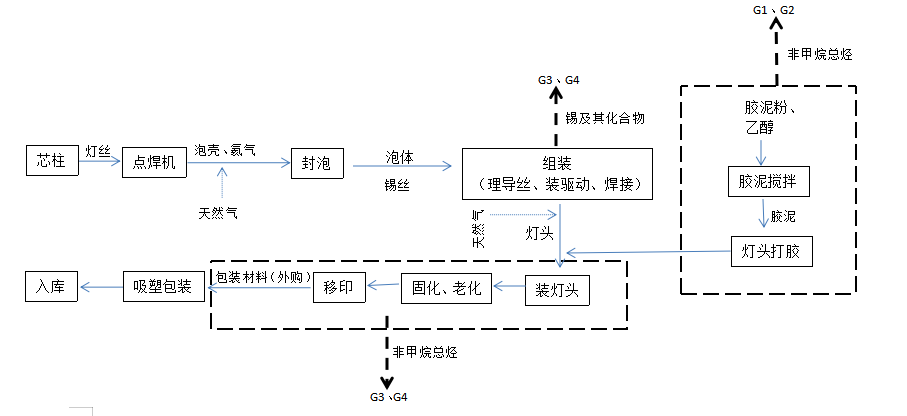 G1、G2
非甲烷总烃
G3、G4
锡及其化合物
胶泥粉、
乙醇
芯柱
灯丝
点焊机
泡壳、氦气
封泡
泡体
锡丝
组装
（理导丝、装驱动、焊接）
胶泥搅拌
天然气
天然气
灯头
胶泥
灯头打胶
入库
吸塑包装
包装材料（外购）
移印
固化、老化
装灯头
非甲烷总烃
G3、G4